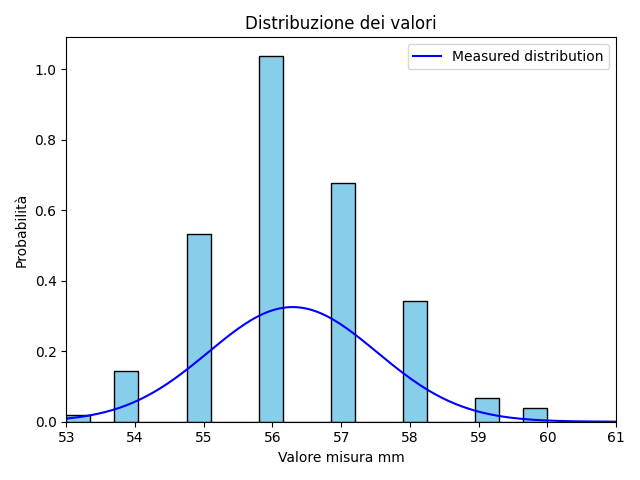 Distribuzione dei valori
Measured distribution
Probabilità
1.0
0.8
0.6
0.4
0.2
0.0
53 54 55 56 57 58 59 60 61
Valore misura mm